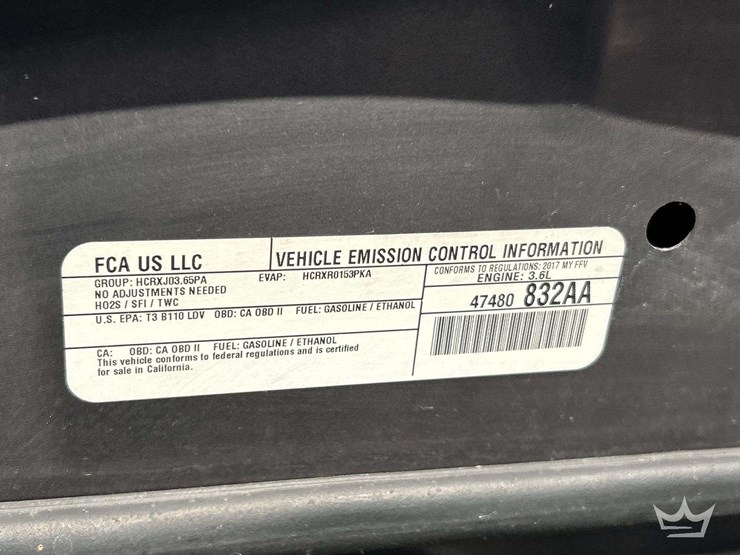 FCA US LLC
VEHICLE EMISSION CONTROL INFORMATION
GROUP: HCRXJ03.65PA
EVAP: HCRXR0153PKA
NO ADJUSTMENTS NEEDED
HO2S / SFI / TWC
CONFORMS TO REGULATIONS: 2017 MY FFV
ENGINE: 3.6L
U.S. EPA: T3 B110 LDV OBD: CA OBD II FUEL: GASOLINE / ETHANOL
47480 832AA
CA: OBD: CA OBD II FUEL: GASOLINE / ETHANOL
This vehicle conforms to federal regulations and is certified
for sale in California.